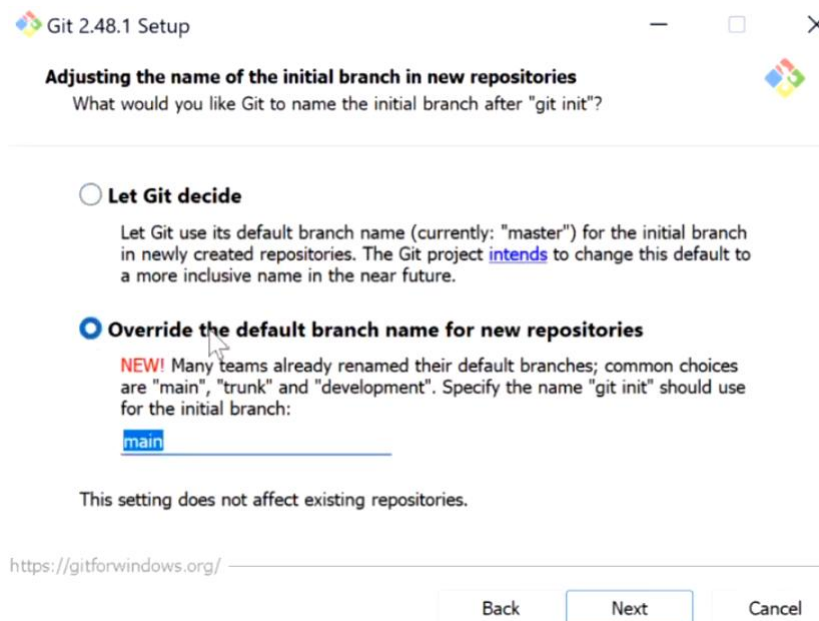 Git 2.48.1 Setup
Adjusting the name of the initial branch in new repositories
What would you like Git to name the initial branch after "git init"?
Let Git decide
Let Git use its default branch name (currently: "master") for the initial branch
in newly created repositories. The Git project intends to change this default to
a more inclusive name in the near future.
Override the default branch name for new repositories
NEW! Many teams already renamed their default branches; common choices
are "main", "trunk" and "development". Specify the name "git init" should use
for the initial branch:
main
This setting does not affect existing repositories.
https://gitforwindows.org/
Back Next Cancel